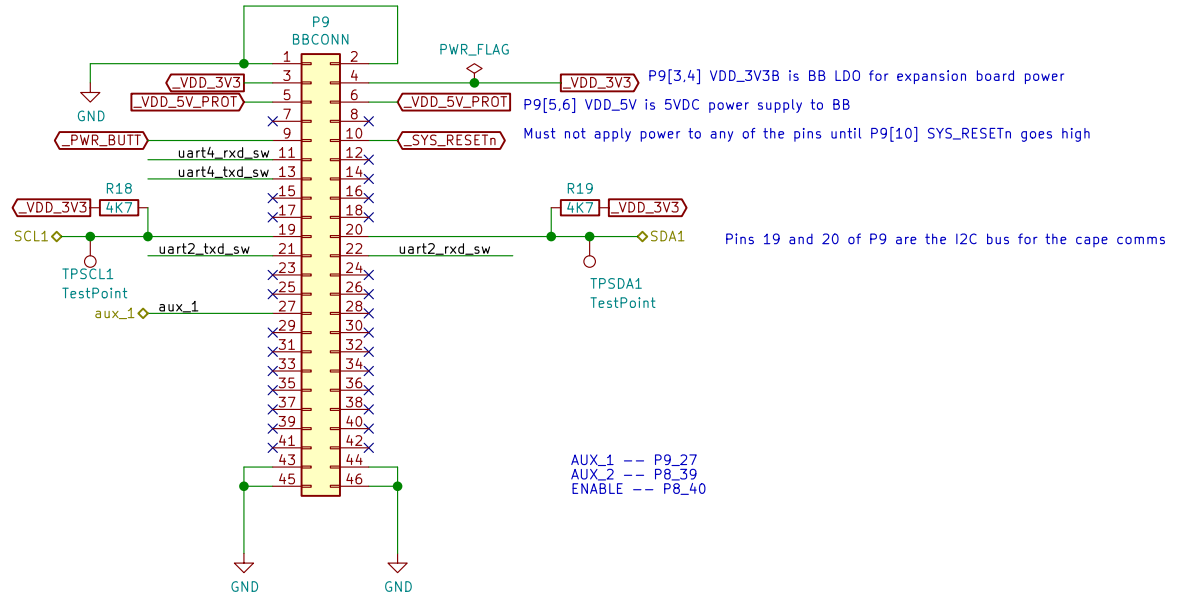 P9
BBCONN
PWR_FLAG
1 2
_VDD_3V3 3 4 _VDD_3V3 P9[3,4] VDD_3V3B is BB LDO for expansion board power
_VDD_5V_PROT 5 6 _VDD_5V_PROT P9[5,6] VDD_5V is 5VDC power supply to BB
GND
7 8
_PWR_BUTT 9 10 _SYS_RESETn Must not apply power to any of the pins until P9[10] SYS_RESETn goes high
uart4_rxd_sw 11 12
uart4_txd_sw 13 14
R18 15 16 R19
_VDD_3V3 4K7 17 18 4K7 _VDD_3V3
SCL1 19 20 SDA1 Pins 19 and 20 of P9 are the I2C bus for the cape comms
uart2_txd_sw 21 22 uart2_rxd_sw
TPSCL1 23 24
TestPoint 25 26 TPSDA1
TestPoint
aux_1 aux_1 27 28
29 30
31 32
33 34
35 36
37 38
39 40
41 42
43 44
45 46
AUX_1 -- P9_27
AUX_2 -- P8_39
ENABLE -- P8_40
GND GND